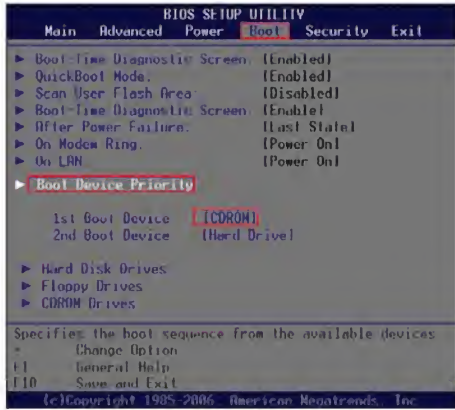 BIOS SETUP UTILITY
Main Advanced Power Boot Security Exit
Boot-Time Diagnostic Screen. [Enabled]
QuickBoot Mode. [Enabled]
Scan User Flash Area [Disabled]
Boot-Time Diagnostic Screen. [Enable]
After Power Failure. [Last State]
On Modem Ring. [Power On]
On LAN [Power On]
Boot Device Priority
1st Boot Device [CDROM]
2nd Boot Device [Hard Drive]
Hard Disk Drives
Floppy Drives
CDROM Drives
Specifies the boot sequence from the available devices
Change Option
F1 General Help
F10 Save and Exit
(c)Copyright 1985-2006 American Megatrends, Inc